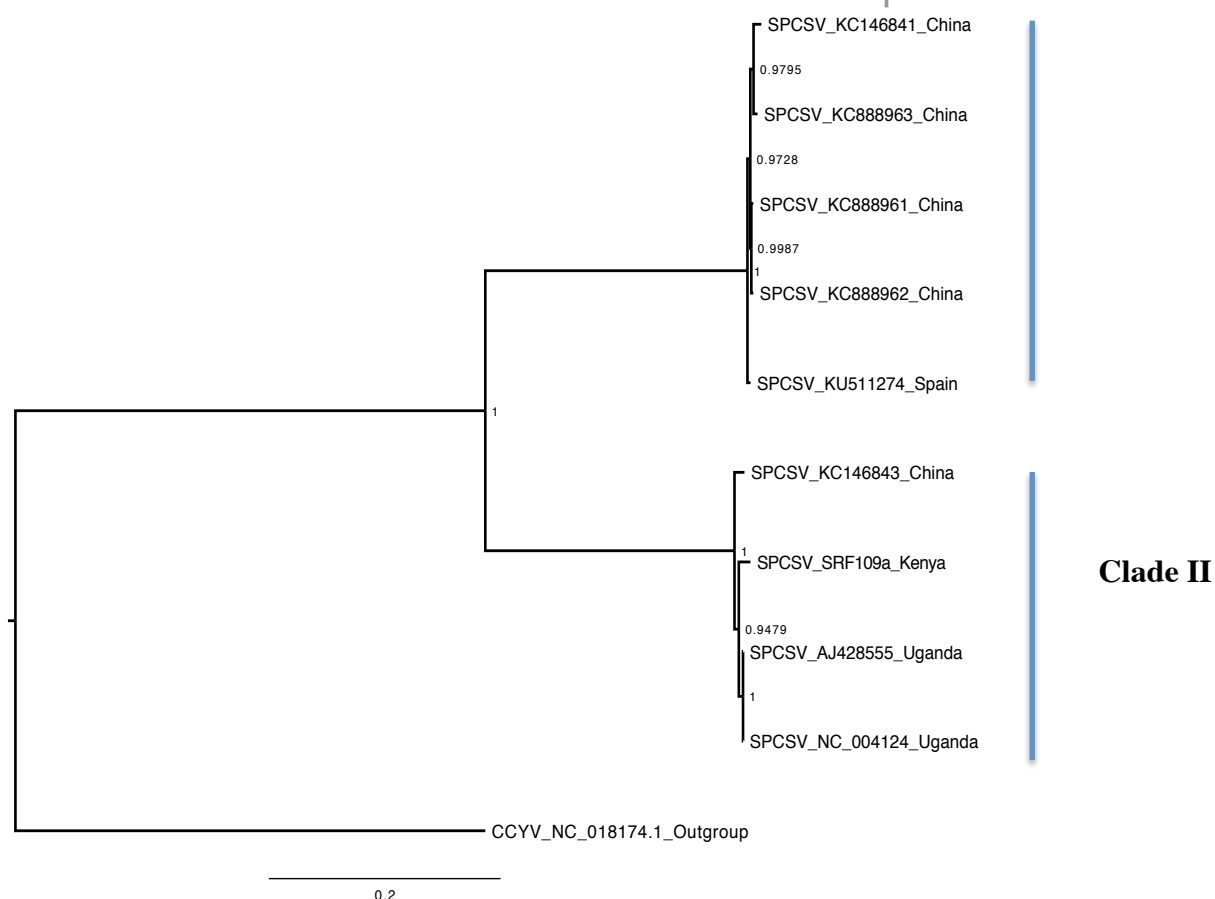 SPCSV_KC146841_China
0.9795
SPCSV_KC888963_China
0.9728
SPCSV_KC888961_China
0.9987
1
SPCSV_KC888962_China
SPCSV_KU511274_Spain
1
SPCSV_KC146843_China
1
SPCSV_SRF109a_Kenya
Clade II
0.9479
SPCSV_AJ428555_Uganda
1
SPCSV_NC_004124_Uganda
CCYV_NC_018174.1_Outgroup
0.2